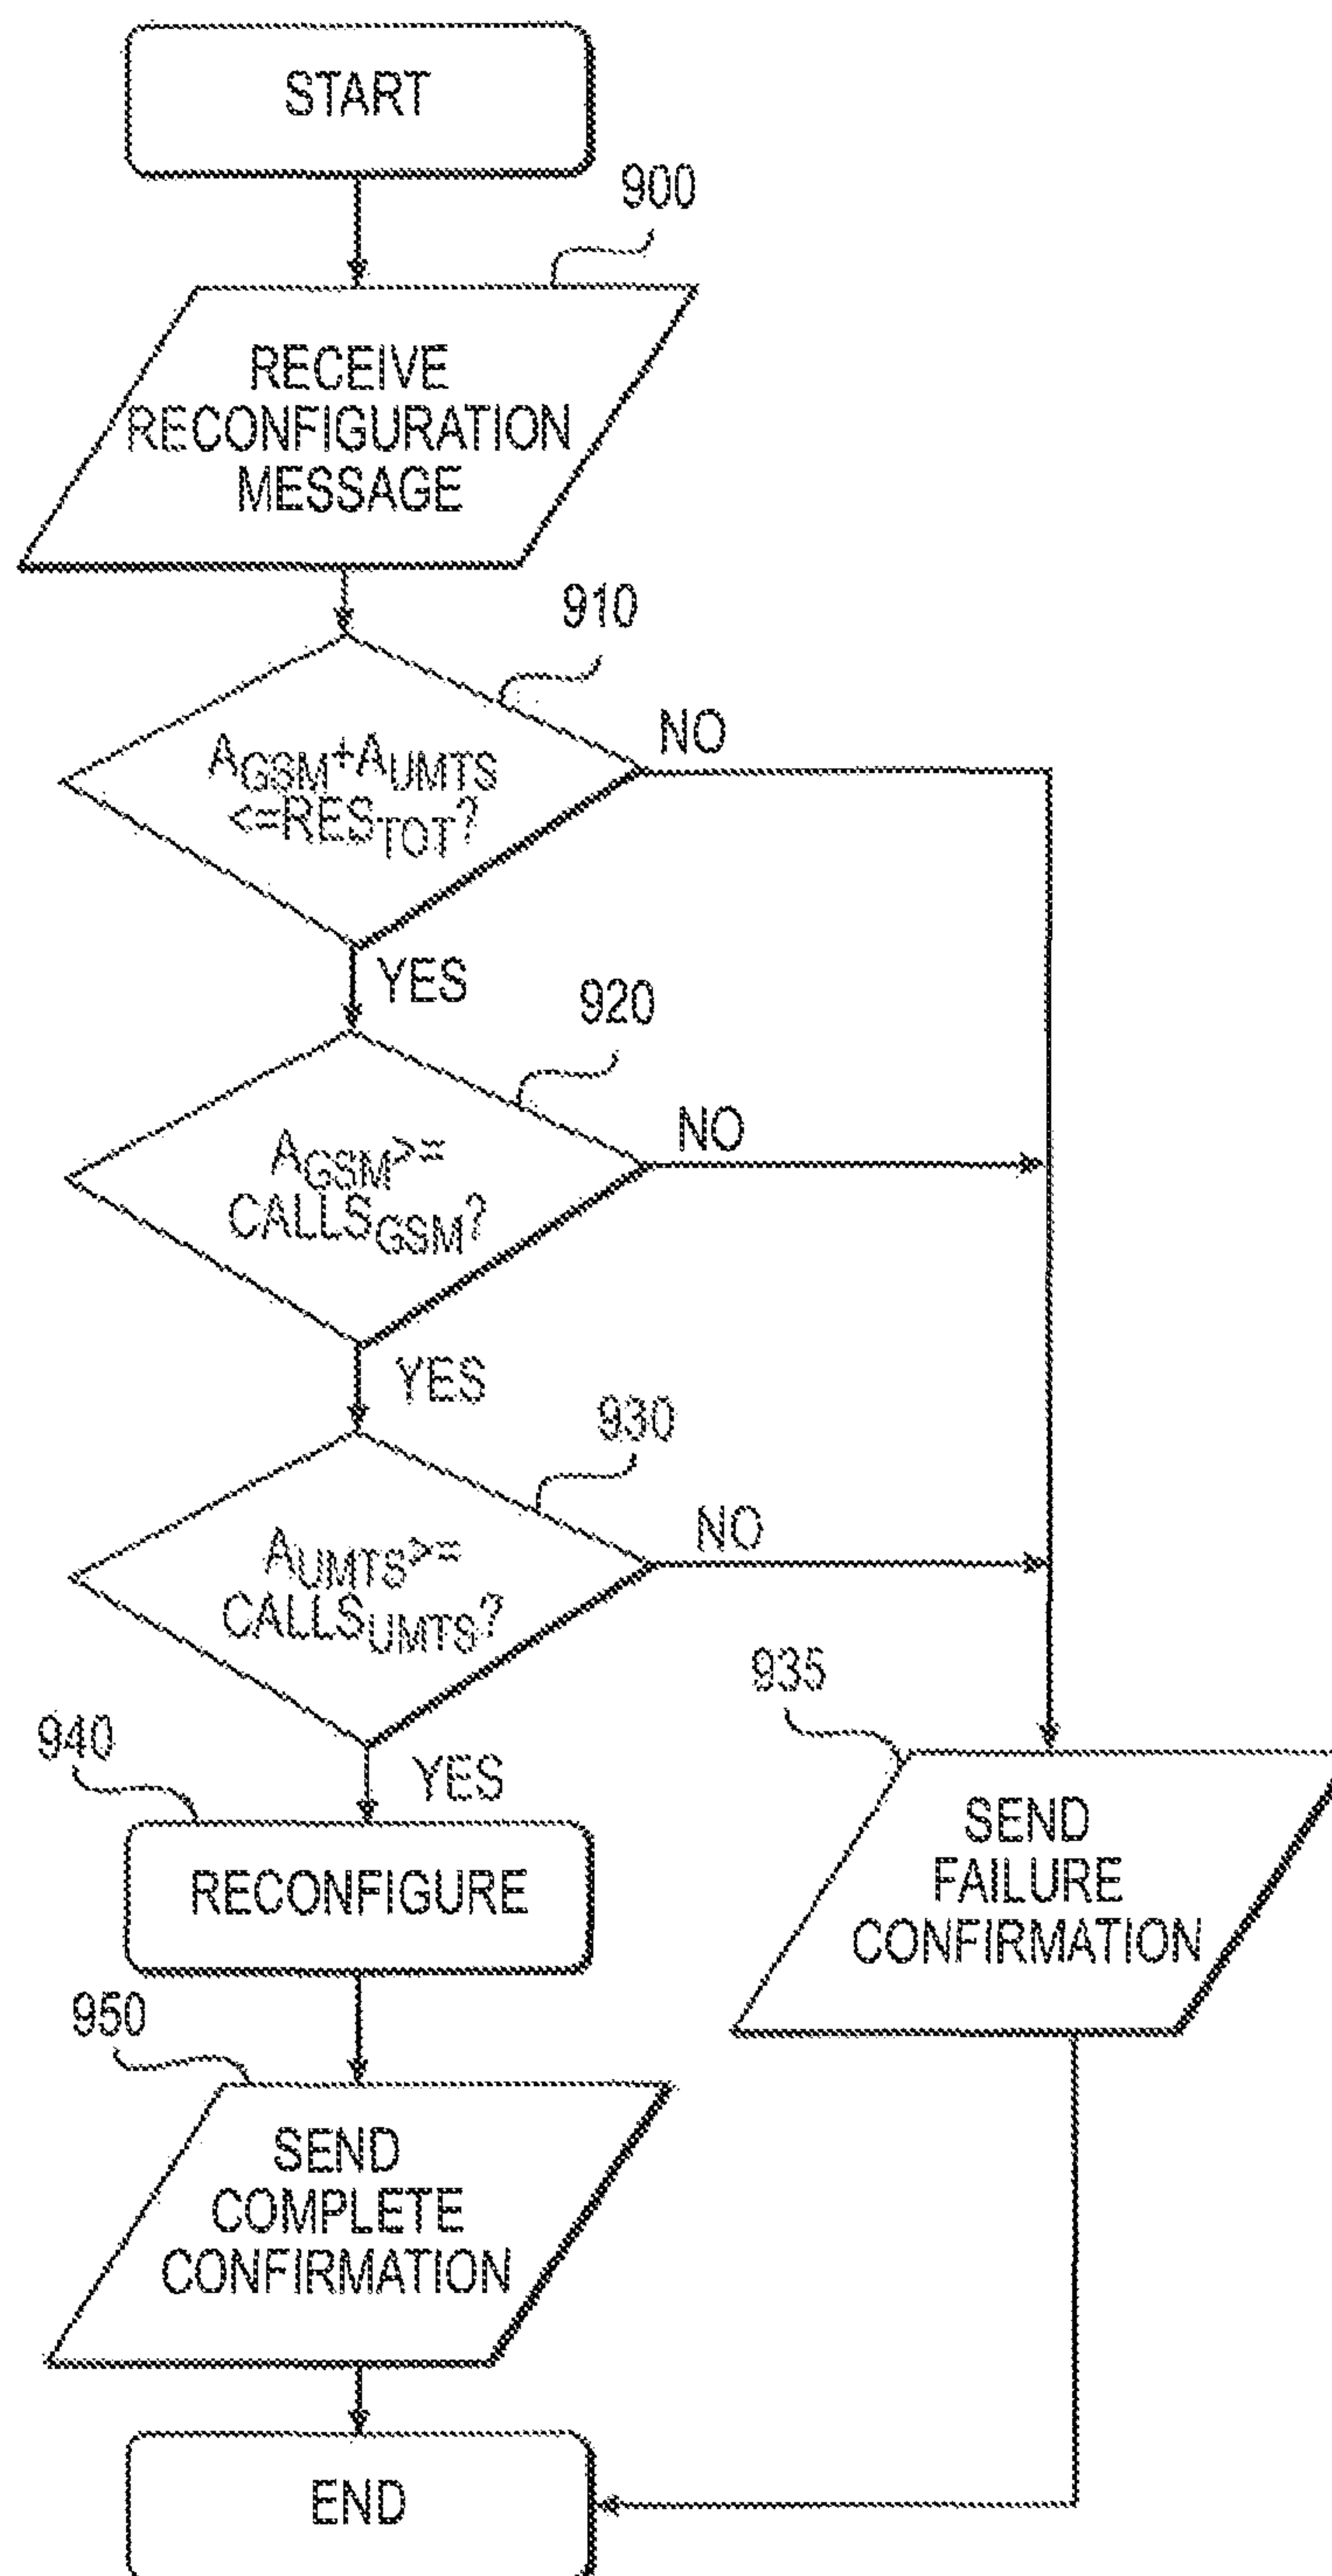 START
900
RECEIVE
RECONFIGURATION
MESSAGE
910
AGSM+AUMTS
<=RESTOT?
NO
YES
920
AGSM>=
CALLSGSM?
NO
YES
930
AUMTS>=
CALLSUMTS?
NO
YES
935
SEND
FAILURE
CONFIRMATION
940
RECONFIGURE
950
SEND
COMPLETE
CONFIRMATION
END